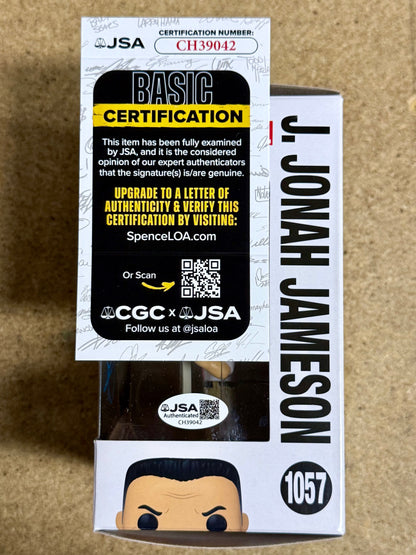 JSA
CERTIFICATION NUMBER:
CH39042
BASIC
CERTIFICATION
This item has been fully examined
by JSA, and it is the considered
opinion of our expert authenticators
that the signature(s) is/are genuine.
UPGRADE TO A LETTER OF
AUTHENTICITY & VERIFY THIS
CERTIFICATION BY VISITING:
SpenceLOA.com
Or Scan
CGC x JSA
Follow us at @jsaloa
J. JONAH JAMESON
1057
JSA
Authenticated
CH39042